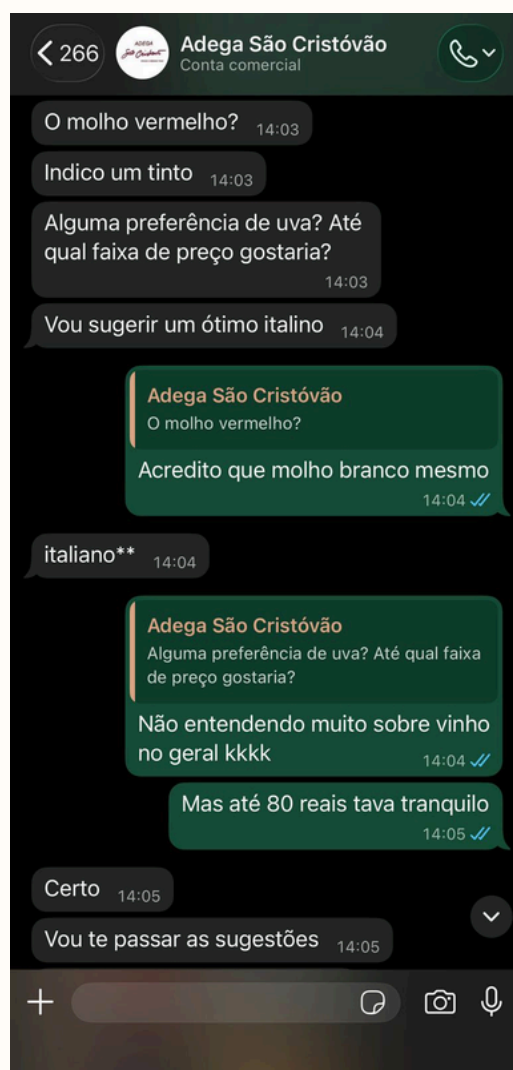 266
ADEGA
São Cristóvão
Adega São Cristóvão
Conta comercial
O molho vermelho? 14:03
Indico um tinto 14:03
Alguma preferência de uva? Até
qual faixa de preço gostaria?
14:03
Vou sugerir um ótimo italino 14:04
Adega São Cristóvão
O molho vermelho?
Acredito que molho branco mesmo
14:04
italiano** 14:04
Adega São Cristóvão
Alguma preferência de uva? Até qual faixa
de preço gostaria?
Não entendendo muito sobre vinho
no geral kkkk 14:04
Mas até 80 reais tava tranquilo
14:05
Certo 14:05
Vou te passar as sugestões 14:05